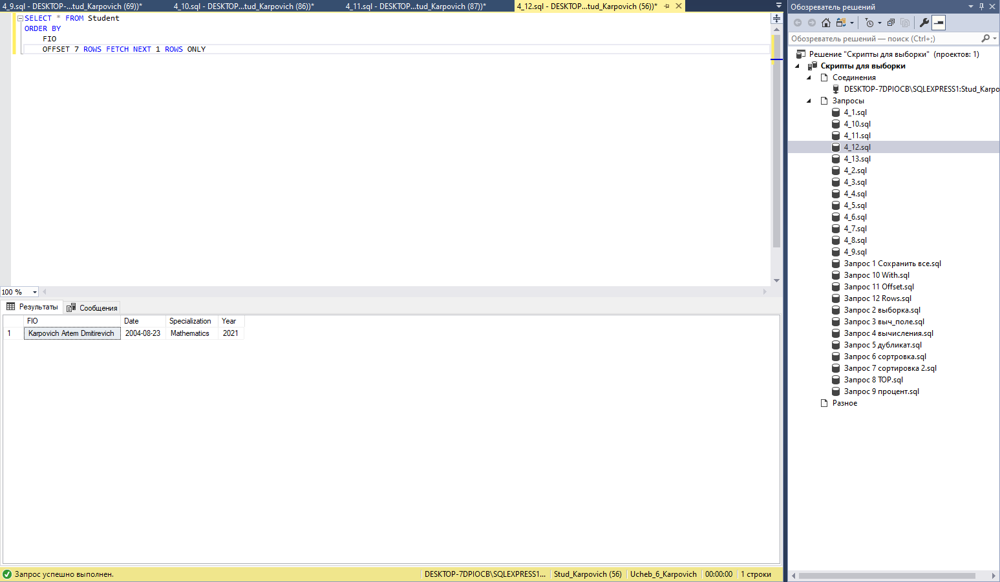 4_9.sql - DESKTOP-...tud_Karpovich (69))*
4_10.sql - DESKTOP...tud_Karpovich (86))*
4_11.sql - DESKTOP...tud_Karpovich (87))*
4_12.sql - DESKTOP...tud_Karpovich (56))*
SELECT * FROM Student
ORDER BY
FIO
OFFSET 7 ROWS FETCH NEXT 1 ROWS ONLY
100 %
Результаты
Сообщения
FIO Date Specialization Year
1 Karpovich Artem Dmitirevich 2004-08-23 Mathematics 2021
Запрос успешно выполнен.
DESKTOP-7DPIOCB\SQLEXPRESS1...
Stud_Karpovich (56)
Ucheb_6_Karpovich
00:00:00
1 строки
Обозреватель решений
Обозреватель решений — поиск (Ctrl+;)
Решение "Скрипты для выборки" (проектов: 1)
Скрипты для выборки
Соединения
DESKTOP-7DPIOCB\SQLEXPRESS1:Stud_Karpo
Запросы
4_1.sql
4_10.sql
4_11.sql
4_12.sql
4_13.sql
4_2.sql
4_3.sql
4_4.sql
4_5.sql
4_6.sql
4_7.sql
4_8.sql
4_9.sql
Запрос 1 Сохранить все.sql
Запрос 10 With.sql
Запрос 11 Offset.sql
Запрос 12 Rows.sql
Запрос 2 выборка.sql
Запрос 3 выч_поле.sql
Запрос 4 вычисления.sql
Запрос 5 дубликат.sql
Запрос 6 сортровка.sql
Запрос 7 сортировка 2.sql
Запрос 8 TOP.sql
Запрос 9 процент.sql
Разное